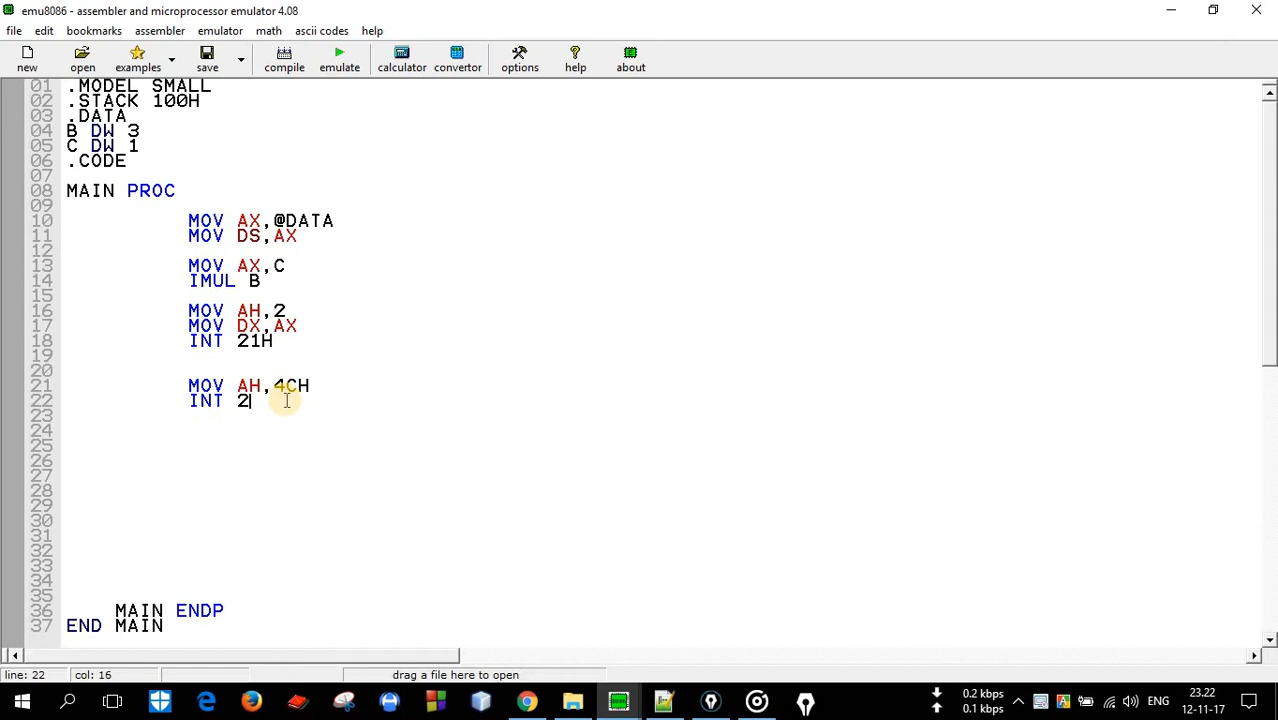 emu8086 - assembler and microprocessor emulator 4.08
file edit bookmarks assembler emulator math ascii codes help
new open examples save compile emulate calculator convertor options help about
01 .MODEL SMALL
02 .STACK 100H
03 .DATA
04 B DW 3
05 C DW 1
06 .CODE
07
08 MAIN PROC
09
10 MOV AX,@DATA
11 MOV DS,AX
12
13 MOV AX,C
14 IMUL B
15
16 MOV AH,2
17 MOV DX,AX
18 INT 21H
19
20
21 MOV AH,4CH
22 INT 2
23
24
25
26
27
28
29
30
31
32
33
34
35
36 MAIN ENDP
37 END MAIN
line: 22 col: 16 drag a file here to open
0.2 kbps
0.1 kbps
ENG
23.22
12-11-17